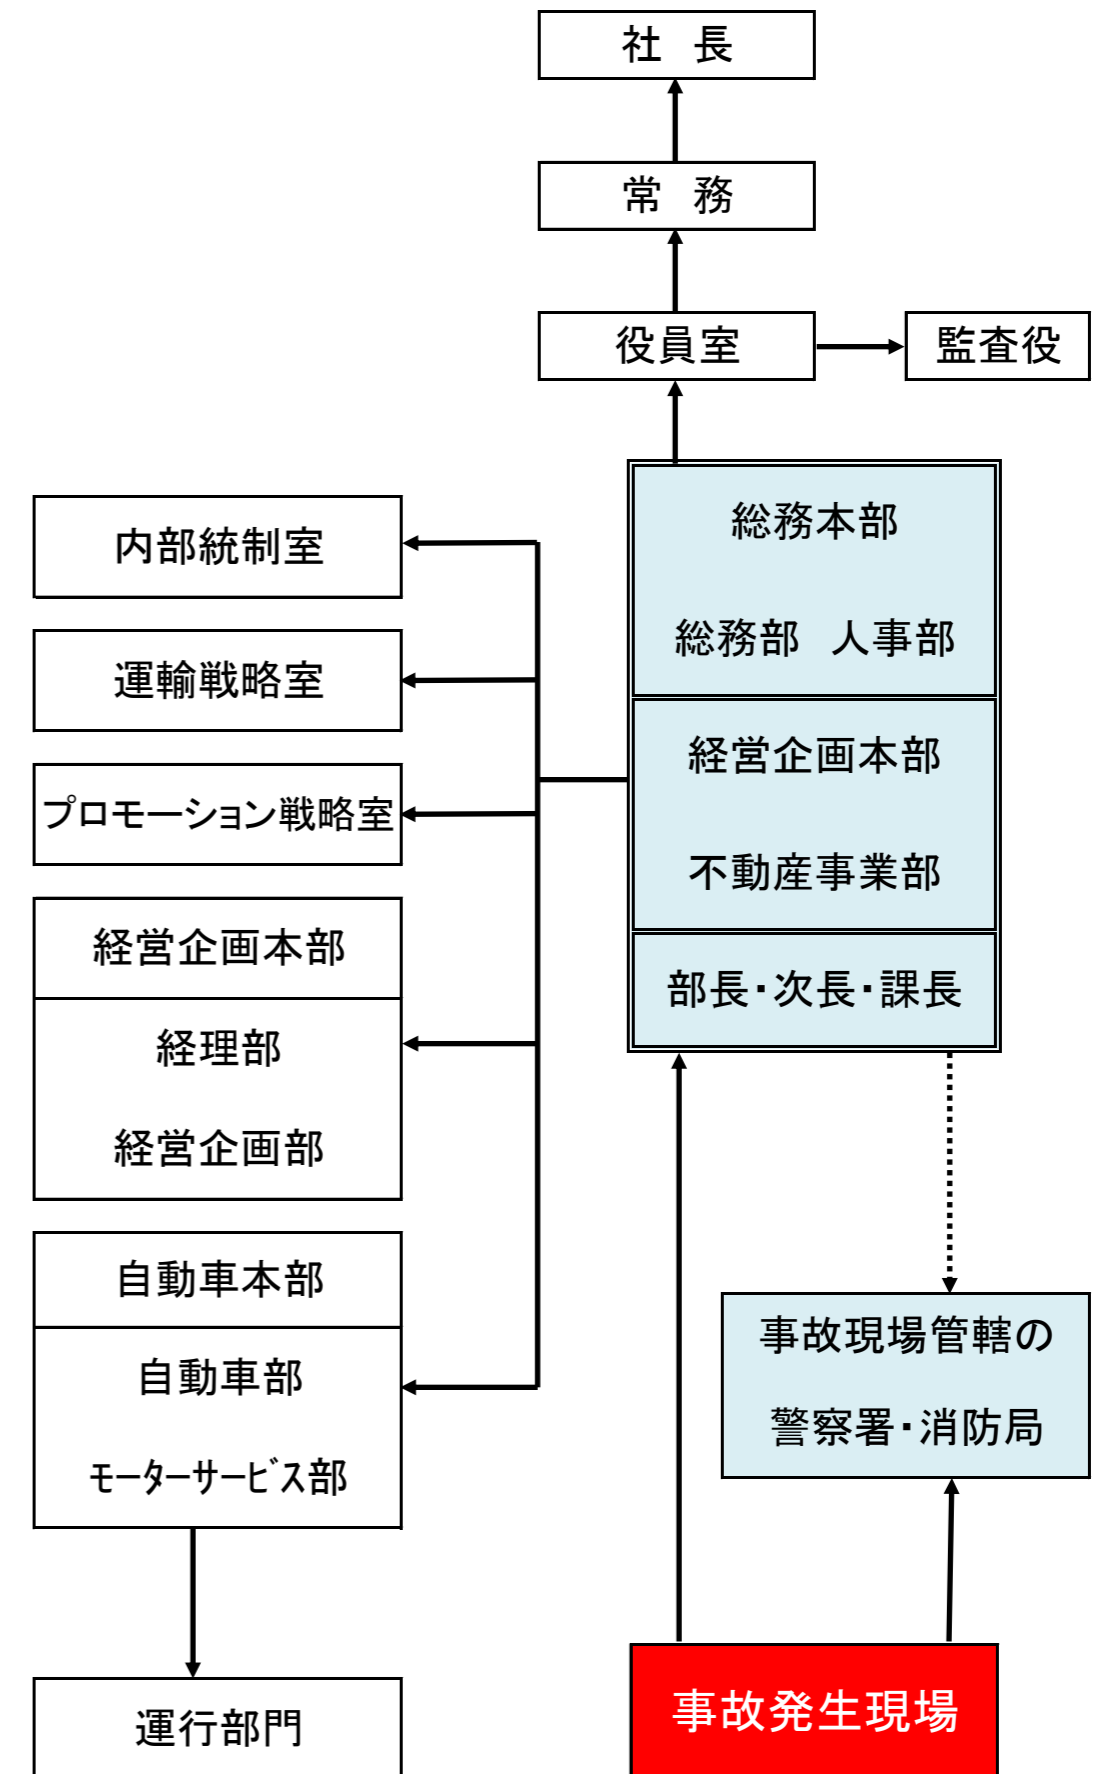 社　長
常　務
役員室
監査役
総務本部
総務部　人事部
経営企画本部
不動産事業部
部長・次長・課長
内部統制室
運輸戦略室
プロモーション戦略室
経営企画本部
経理部
経営企画部
自動車本部
自動車部
ﾓｰﾀｰｻｰﾋﾞｽ部
運行部門
事故現場管轄の
警察署・消防局
事故発生現場